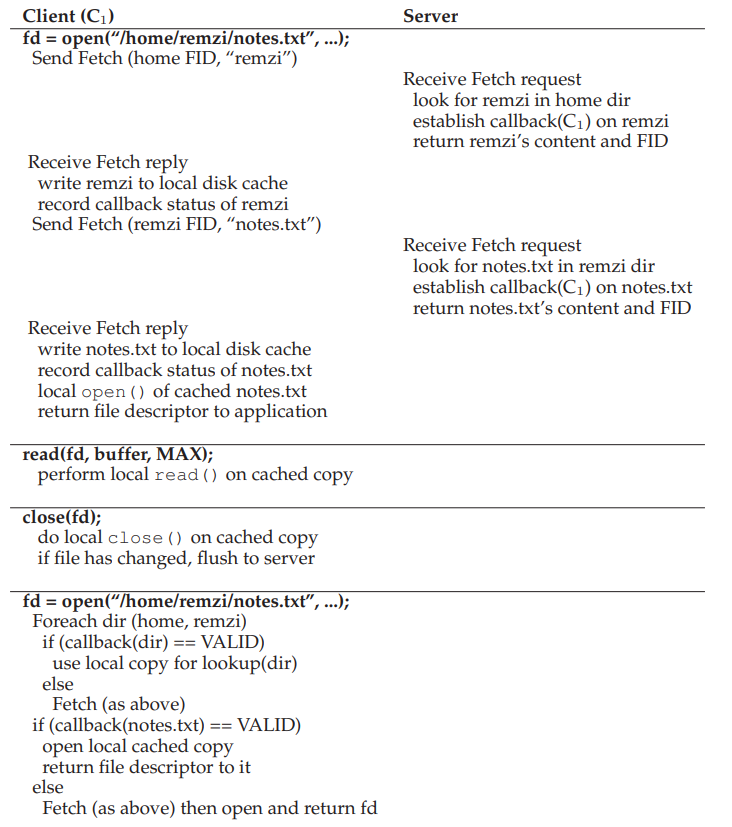 Client (C₁) Server
fd = open(“/home/remzi/notes.txt”, ...);
Send Fetch (home FID, “remzi”)
Receive Fetch request
look for remzi in home dir
establish callback(C₁) on remzi
return remzi’s content and FID
Receive Fetch reply
write remzi to local disk cache
record callback status of remzi
Send Fetch (remzi FID, “notes.txt”)
Receive Fetch request
look for notes.txt in remzi dir
establish callback(C₁) on notes.txt
return notes.txt’s content and FID
Receive Fetch reply
write notes.txt to local disk cache
record callback status of notes.txt
local open() of cached notes.txt
return file descriptor to application
read(fd, buffer, MAX);
perform local read() on cached copy
close(fd);
do local close() on cached copy
if file has changed, flush to server
fd = open(“/home/remzi/notes.txt”, ...);
Foreach dir (home, remzi)
if (callback(dir) == VALID)
use local copy for lookup(dir)
else
Fetch (as above)
if (callback(notes.txt) == VALID)
open local cached copy
return file descriptor to it
else
Fetch (as above) then open and return fd